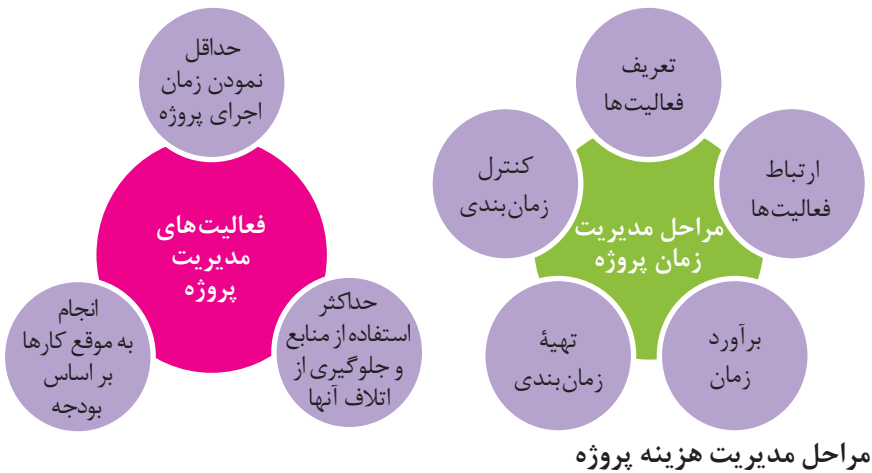 تعریف
فعالیت‌ها
ارتباط
فعالیت‌ها
برآورد
زمان
تهیهٔ
زمان‌بندی
کنترل
زمان‌بندی
مراحل مدیریت
زمان پروژه
حداقل
نمودن زمان
اجرای پروژه
حداکثر
استفاده از منابع
و جلوگیری از
اتلاف آنها
انجام
به موقع کارها
بر اساس
بودجه
فعالیت‌های
مدیریت
پروژه
مراحل مدیریت هزینه پروژه